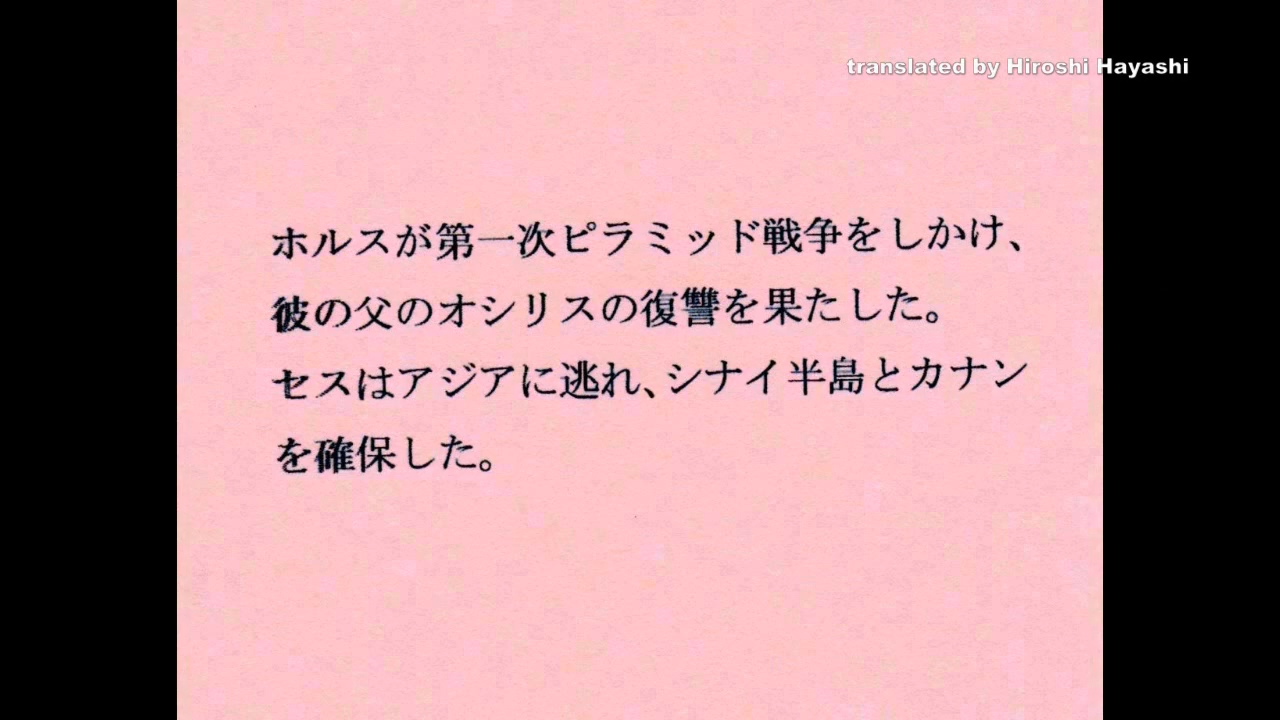 translated by Hiroshi Hayashi
ホルスが第一次ピラミッド戦争をしかけ、
彼の父のオシリスの復讐を果たした。
セスはアジアに逃れ、シナイ半島とカナン
を確保した。